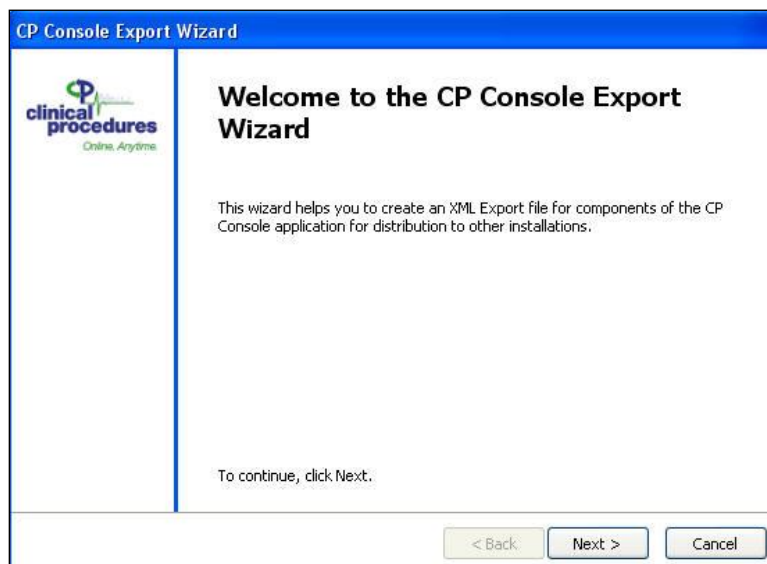 CP Console Export Wizard
CP
clinical
procedures
Online. Anytime.
Welcome to the CP Console Export
Wizard
This wizard helps you to create an XML Export file for components of the CP
Console application for distribution to other installations.
To continue, click Next.
< Back
Next >
Cancel